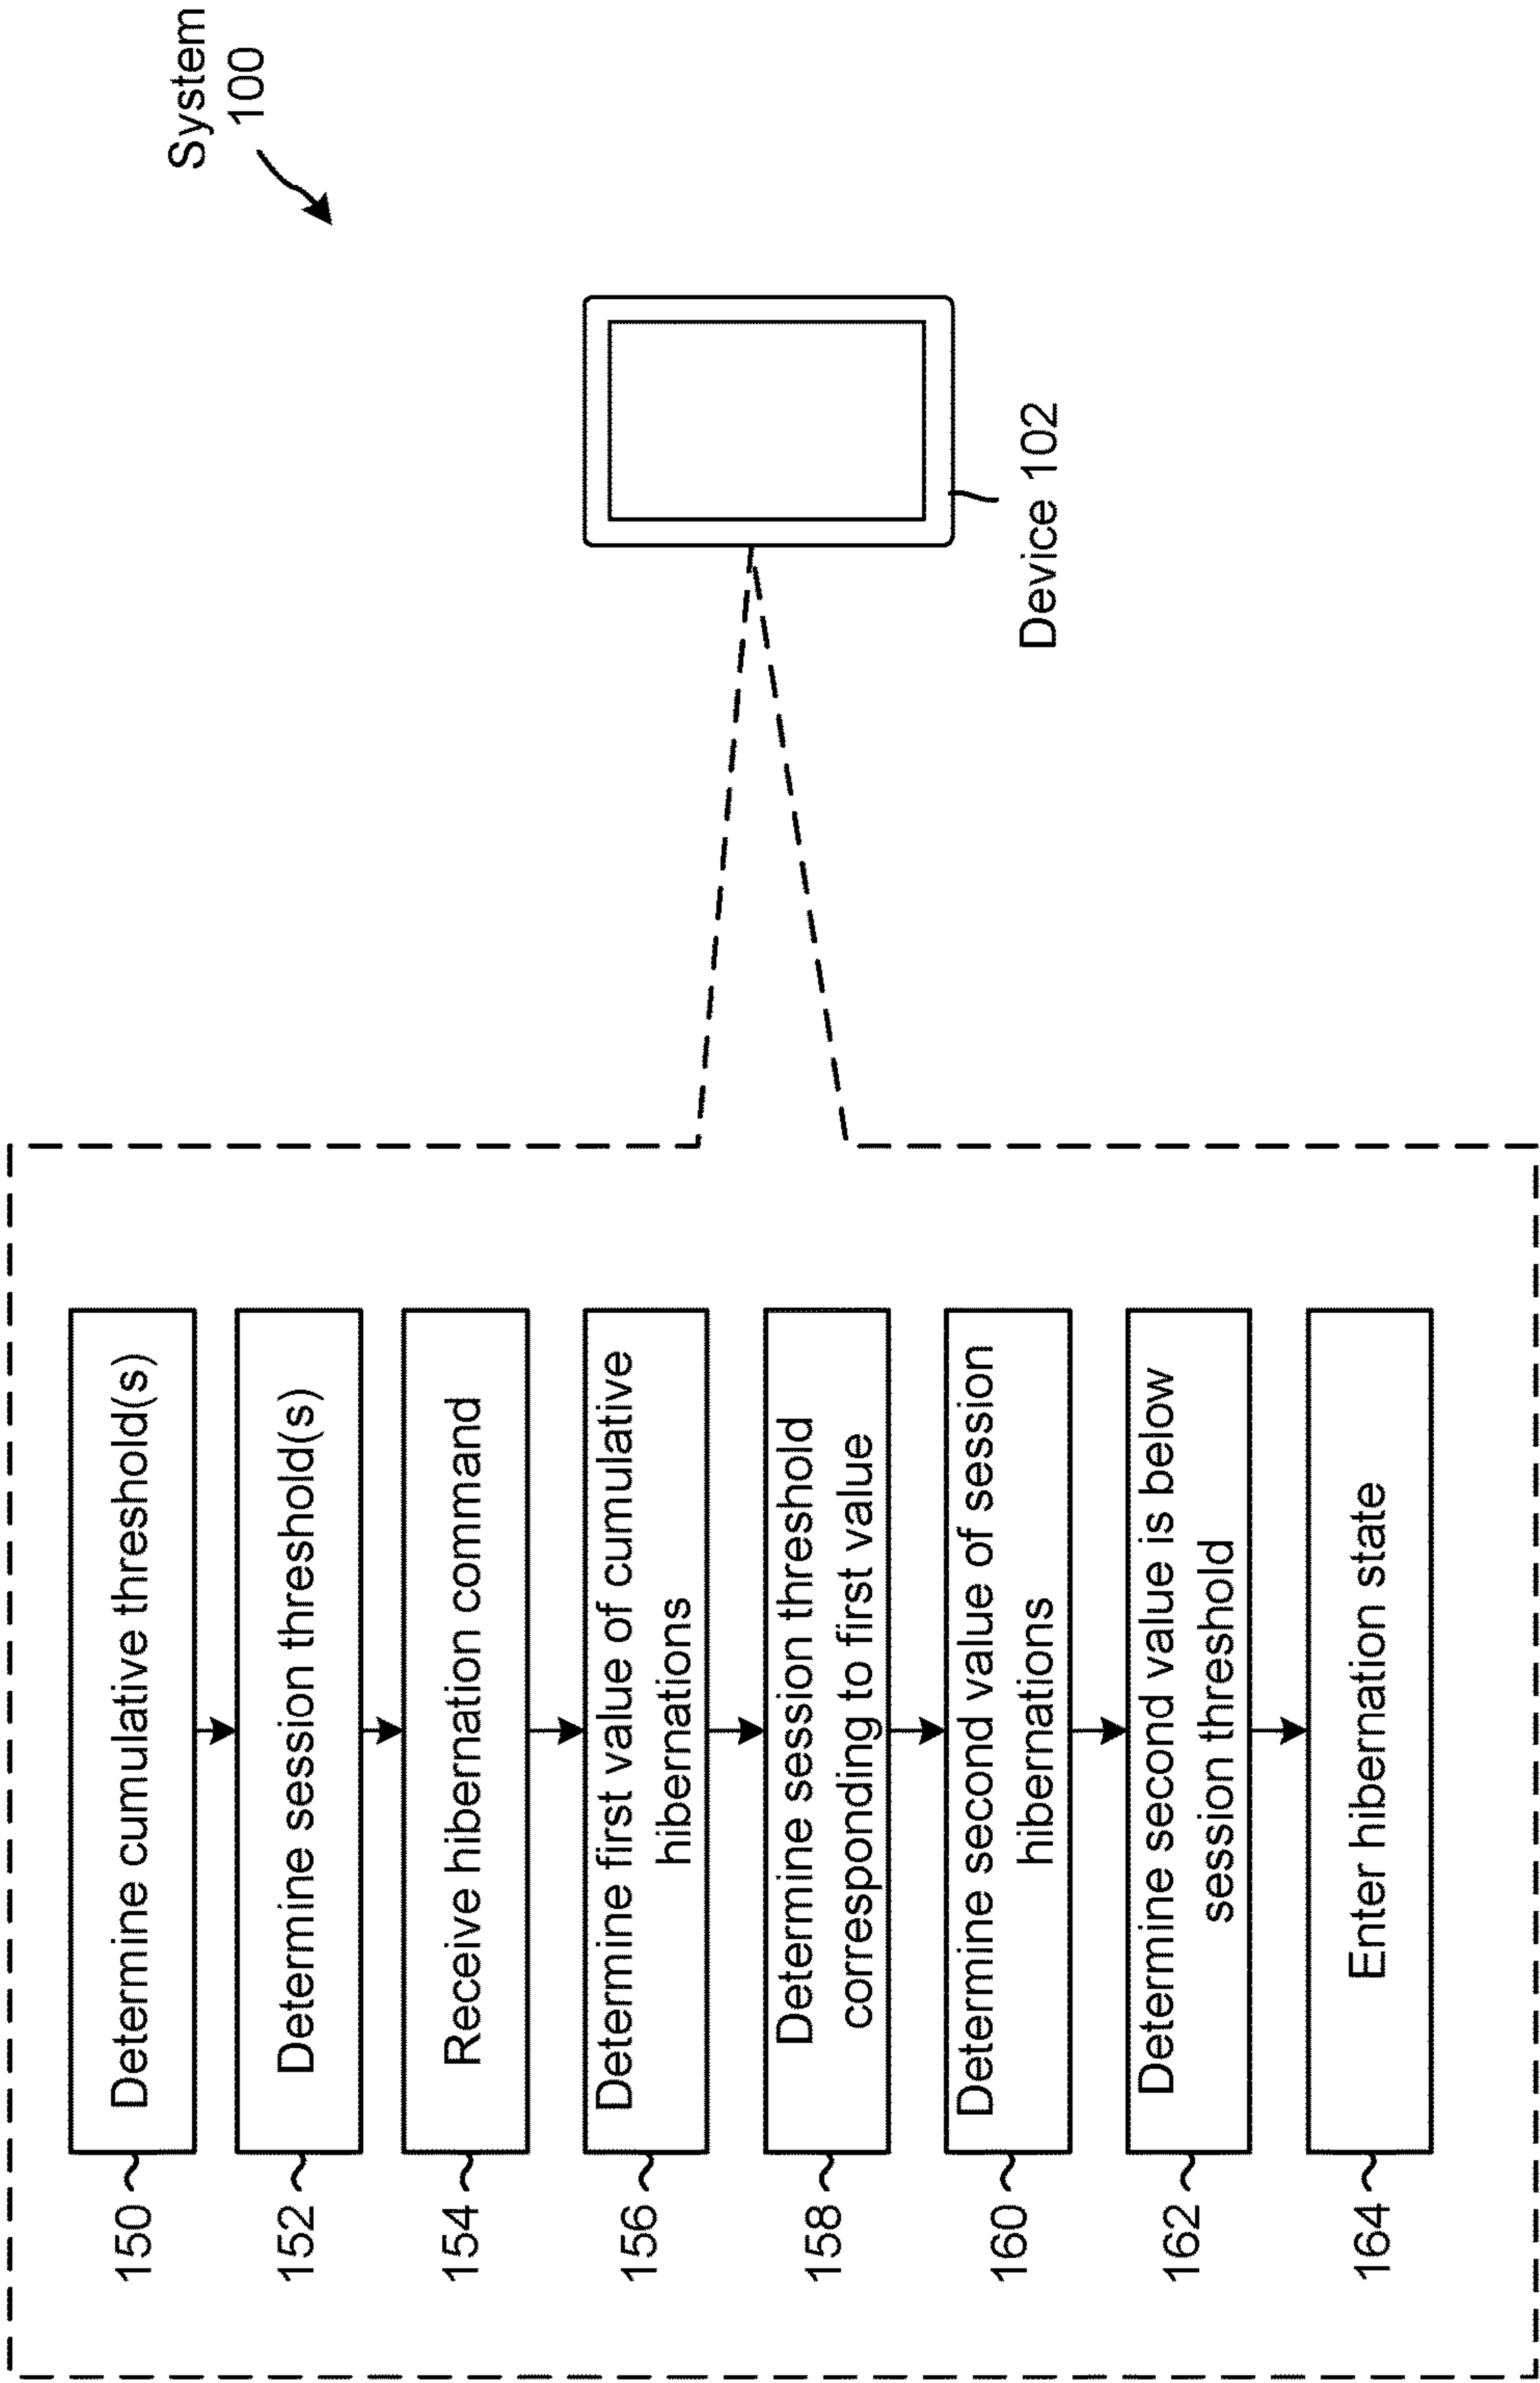 System
100
Device 102
150
Determine cumulative threshold(s)
152
Determine session threshold(s)
154
Receive hibernation command
156
Determine first value of cumulative
hibernations
158
Determine session threshold
corresponding to first value
160
Determine second value of session
hibernations
162
Determine second value is below
session threshold
164
Enter hibernation state